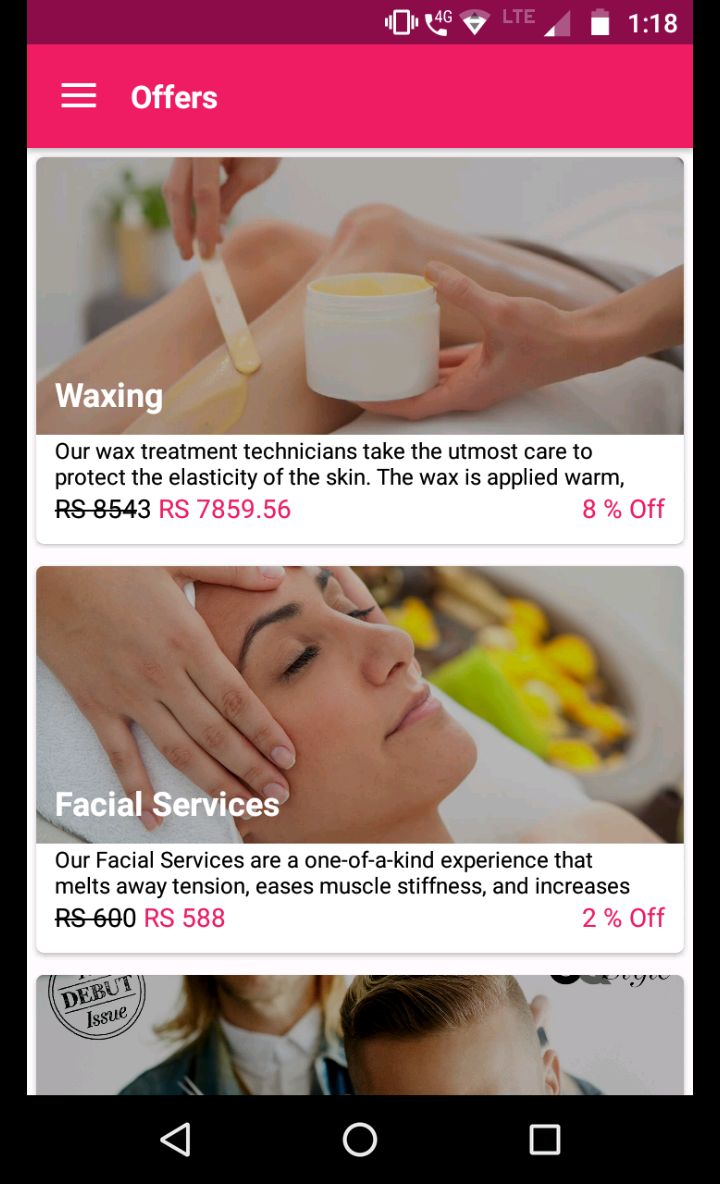 4G
LTE
1:18
Offers
Waxing
Our wax treatment technicians take the utmost care to
protect the elasticity of the skin. The wax is applied warm,
RS 8543 RS 7859.56
8 % Off
Facial Services
Our Facial Services are a one-of-a-kind experience that
melts away tension, eases muscle stiffness, and increases
RS 600 RS 588
2 % Off
DEBUT
Issue